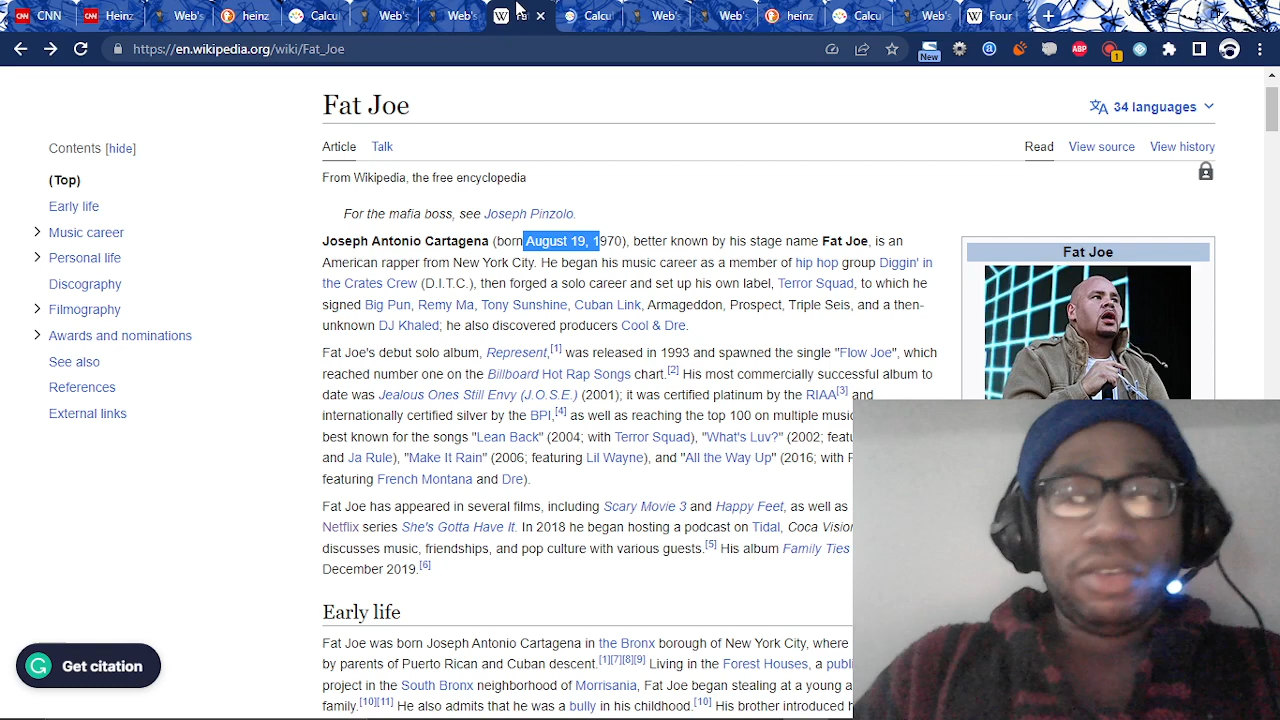 CNN
Heinz
Web's
heinz
Calcu
Web's
Web's
Calcu
Web's
Web's
heinz
Calcu
Web's
Four
https://en.wikipedia.org/wiki/Fat_Joe
New
ABP
1
Fat Joe
34 languages
Contents [hide]
Article Talk
Read View source View history
(Top)
From Wikipedia, the free encyclopedia
Early life
For the mafia boss, see Joseph Pinzolo.
Music career
Joseph Antonio Cartagena (born August 19, 1970), better known by his stage name Fat Joe, is an
Fat Joe
Personal life
American rapper from New York City. He began his music career as a member of hip hop group Diggin' in
Discography
the Crates Crew (D.I.T.C.), then forged a solo career and set up his own label, Terror Squad, to which he
Filmography
signed Big Pun, Remy Ma, Tony Sunshine, Cuban Link, Armageddon, Prospect, Triple Seis, and a then-
Awards and nominations
unknown DJ Khaled; he also discovered producers Cool & Dre.
See also
Fat Joe's debut solo album, Represent,[1] was released in 1993 and spawned the single "Flow Joe", which
References
reached number one on the Billboard Hot Rap Songs chart.[2] His most commercially successful album to
date was Jealous Ones Still Envy (J.O.S.E.) (2001); it was certified platinum by the RIAA[3] and
External links
internationally certified silver by the BPI,[4] as well as reaching the top 100 on multiple music
best known for the songs "Lean Back" (2004; with Terror Squad), "What's Luv?" (2002; featu
and Ja Rule), "Make It Rain" (2006; featuring Lil Wayne), and "All the Way Up" (2016; with F
featuring French Montana and Dre).
Fat Joe has appeared in several films, including Scary Movie 3 and Happy Feet, as well as
Netflix series She's Gotta Have It. In 2018 he began hosting a podcast on Tidal, Coca Vision
discusses music, friendships, and pop culture with various guests.[5] His album Family Ties
December 2019.[6]
Early life
Fat Joe was born Joseph Antonio Cartagena in the Bronx borough of New York City, where
by parents of Puerto Rican and Cuban descent.[1][7][8][9] Living in the Forest Houses, a publi
project in the South Bronx neighborhood of Morrisania, Fat Joe began stealing at a young a
family.[10][11] He also admits that he was a bully in his childhood.[10] His brother introduced h
Get citation